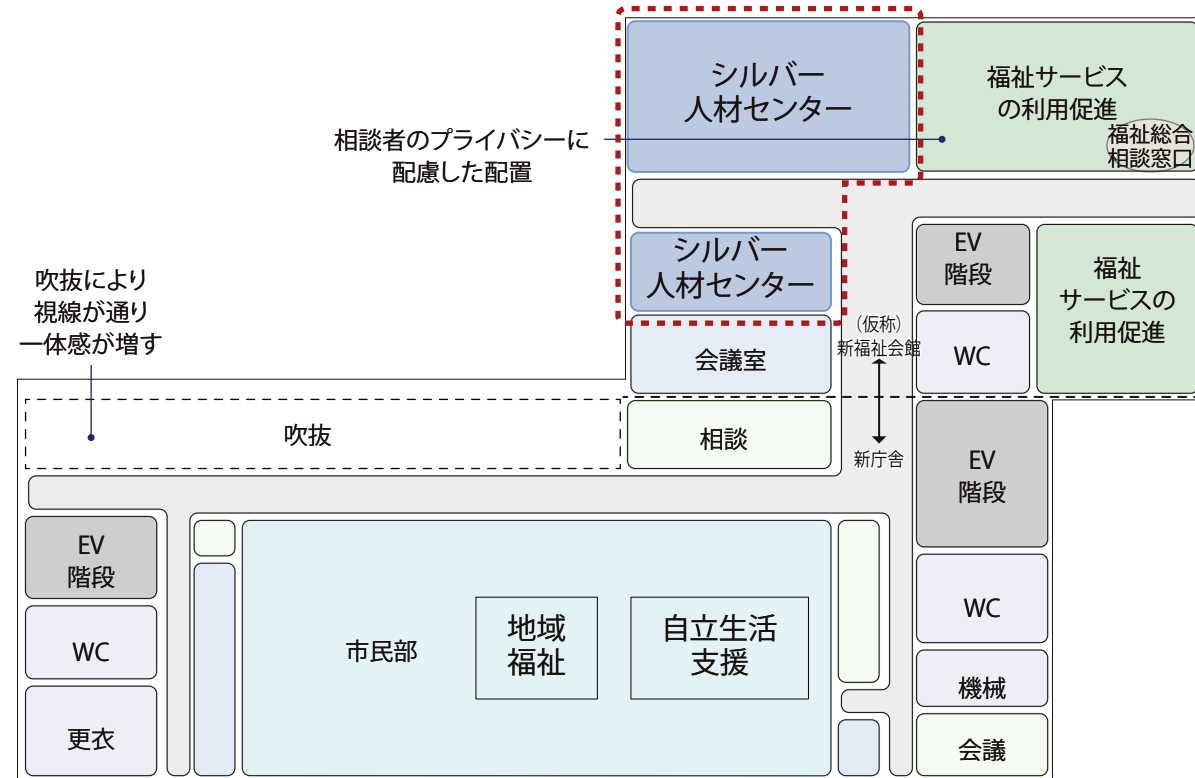 シルバー
人材センター
福祉サービス
の利用促進
福祉総合
相談窓口
相談者のプライバシーに
配慮した配置
シルバー
人材センター
EV
階段
福祉
サービスの
利用促進
吹抜により
視線が通り
一体感が増す
（仮称）
新福祉会館
会議室
WC
吹抜
相談
新庁舎
EV
階段
EV
階段
WC
更衣
市民部
地域
福祉
自立生活
支援
WC
機械
会議